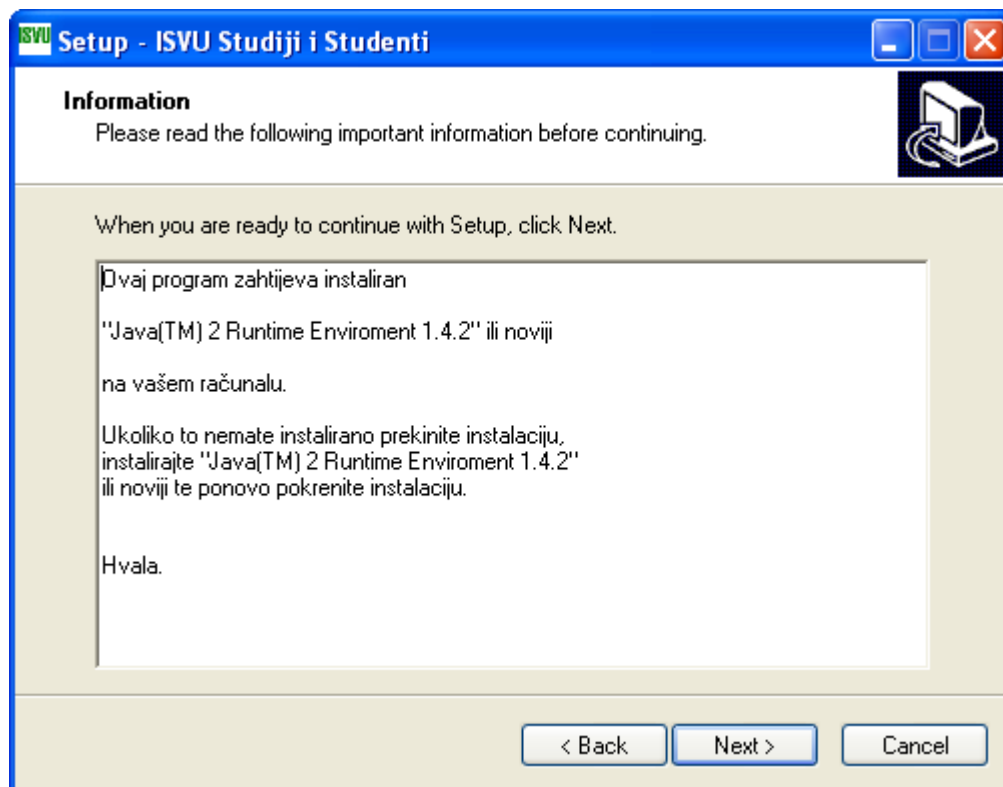 ISVU Setup - ISVU Studiji i Studenti
Information
Please read the following important information before continuing.
When you are ready to continue with Setup, click Next.
Ovaj program zahtijeva instaliran
"Java(TM) 2 Runtime Enviroment 1.4.2" ili noviji
na vašem računalu.
Ukoliko to nemate instalirano prekinite instalaciju,
instalirajte "Java(TM) 2 Runtime Enviroment 1.4.2"
ili noviji te ponovo pokrenite instalaciju.
Hvala.
< Back Next > Cancel